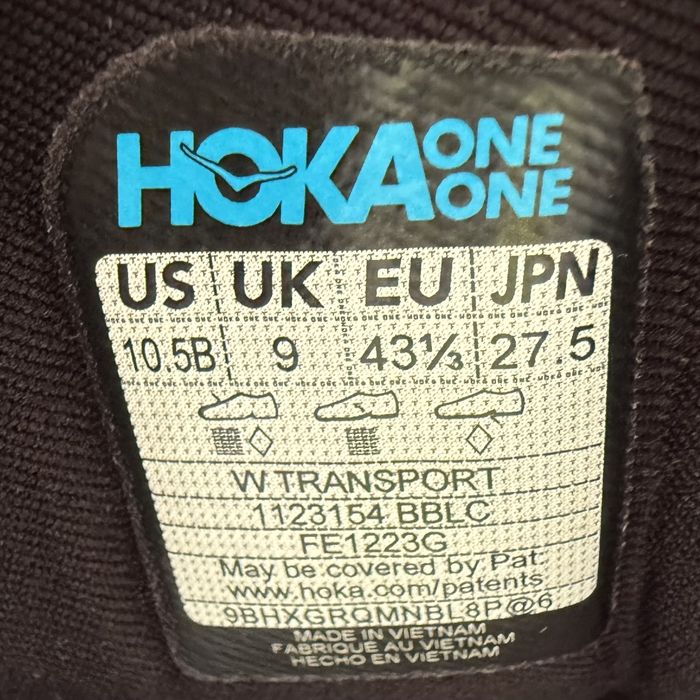 HOKA ONE ONE
US UK EU JPN
10.5B 9 43⅓ 27.5
W TRANSPORT
1123154 BBLC
FE1223G
May be covered by Pat.
www.hoka.com/patents
9BHXGRQMNBL8P@6
MADE IN VIETNAM
FABRIQUE AU VIETNAM
HECHO EN VIETNAM